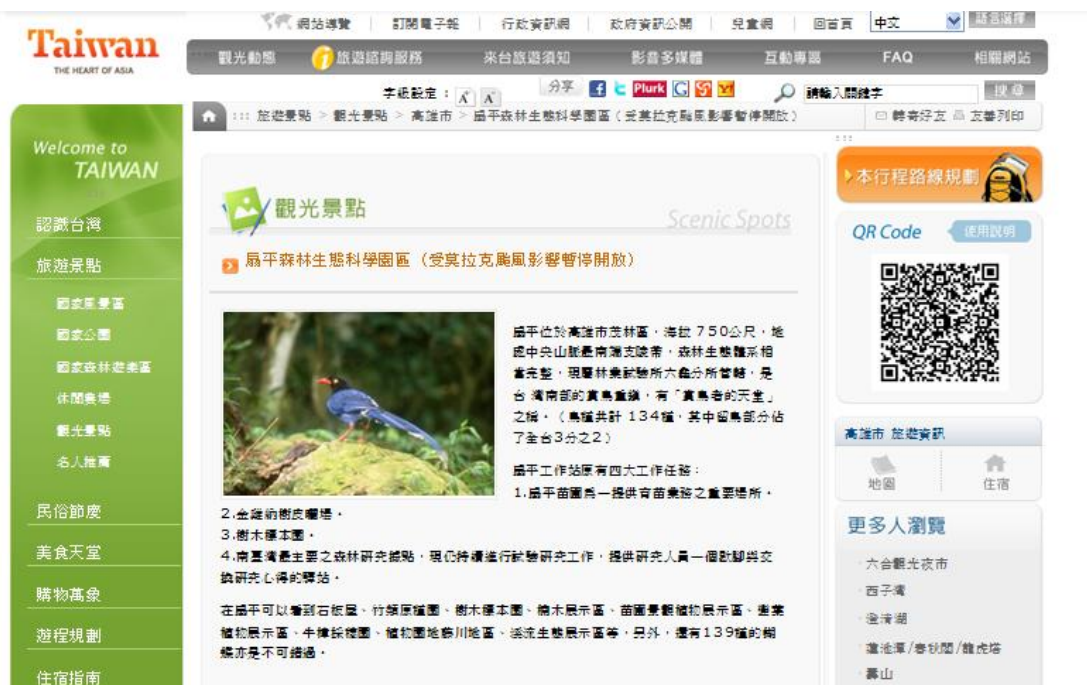 網站導覽 | 訂閱電子報 | 行政資訊網 | 政府資訊公開 | 兒童網 | 回首頁 中文 語言選擇
Taiwan
THE HEART OF ASIA
觀光動態 旅遊諮詢服務 來台旅遊須知 影音多媒體 互動專區 FAQ 相關網站
字級設定: A A 分享 Plurk 請輸入關鍵字 搜尋
::: 旅遊景點 > 觀光景點 > 高雄市 > 扇平森林生態科學園區(受莫拉克颱風影響暫停開放) 轉寄好友 友善列印
Welcome to
TAIWAN
認識台灣
旅遊景點
國家風景區
國家公園
國家森林遊樂區
休閒農場
觀光景點
名人推薦
民俗節慶
美食天堂
購物萬象
遊程規劃
住宿指南
觀光景點
Scenic Spots
扇平森林生態科學園區(受莫拉克颱風影響暫停開放)
扇平位於高雄市茂林區,海拔 750公尺,地
處中央山脈最南端支陵帶,森林生態體系相
當完整,現屬林業試驗所六龜分所管轄,是
台 灣南部的賞鳥重鎮,有「賞鳥者的天堂」
之稱。(鳥種共計 134種,其中留鳥部分佔
了全台3分之2)
扇平工作站原有四大工作任務:
1.扇平苗圃為一提供育苗業務之重要場所。
2.金雞納樹皮曬場。
3.樹木標本園。
4.南臺灣最主要之森林研究據點,現仍持續進行試驗研究工作,提供研究人員一個歇腳與交
換研究心得的驛站。
在扇平可以看到石板屋、竹類原種園、樹木標本園、楠木展示區、苗圃景觀植物展示區、
植物展示區、牛樟採穗園、植物園地藤川地區、溪流生態展示區等,另外,還有139種的蝴
蝶亦是不可錯過。
本行程路線規劃
QR Code 使用說明
高雄市 旅遊資訊
地圖 住宿
更多人瀏覽
六合觀光夜市
西子灣
澄清湖
蓮池潭/春秋閣/龍虎塔
壽山